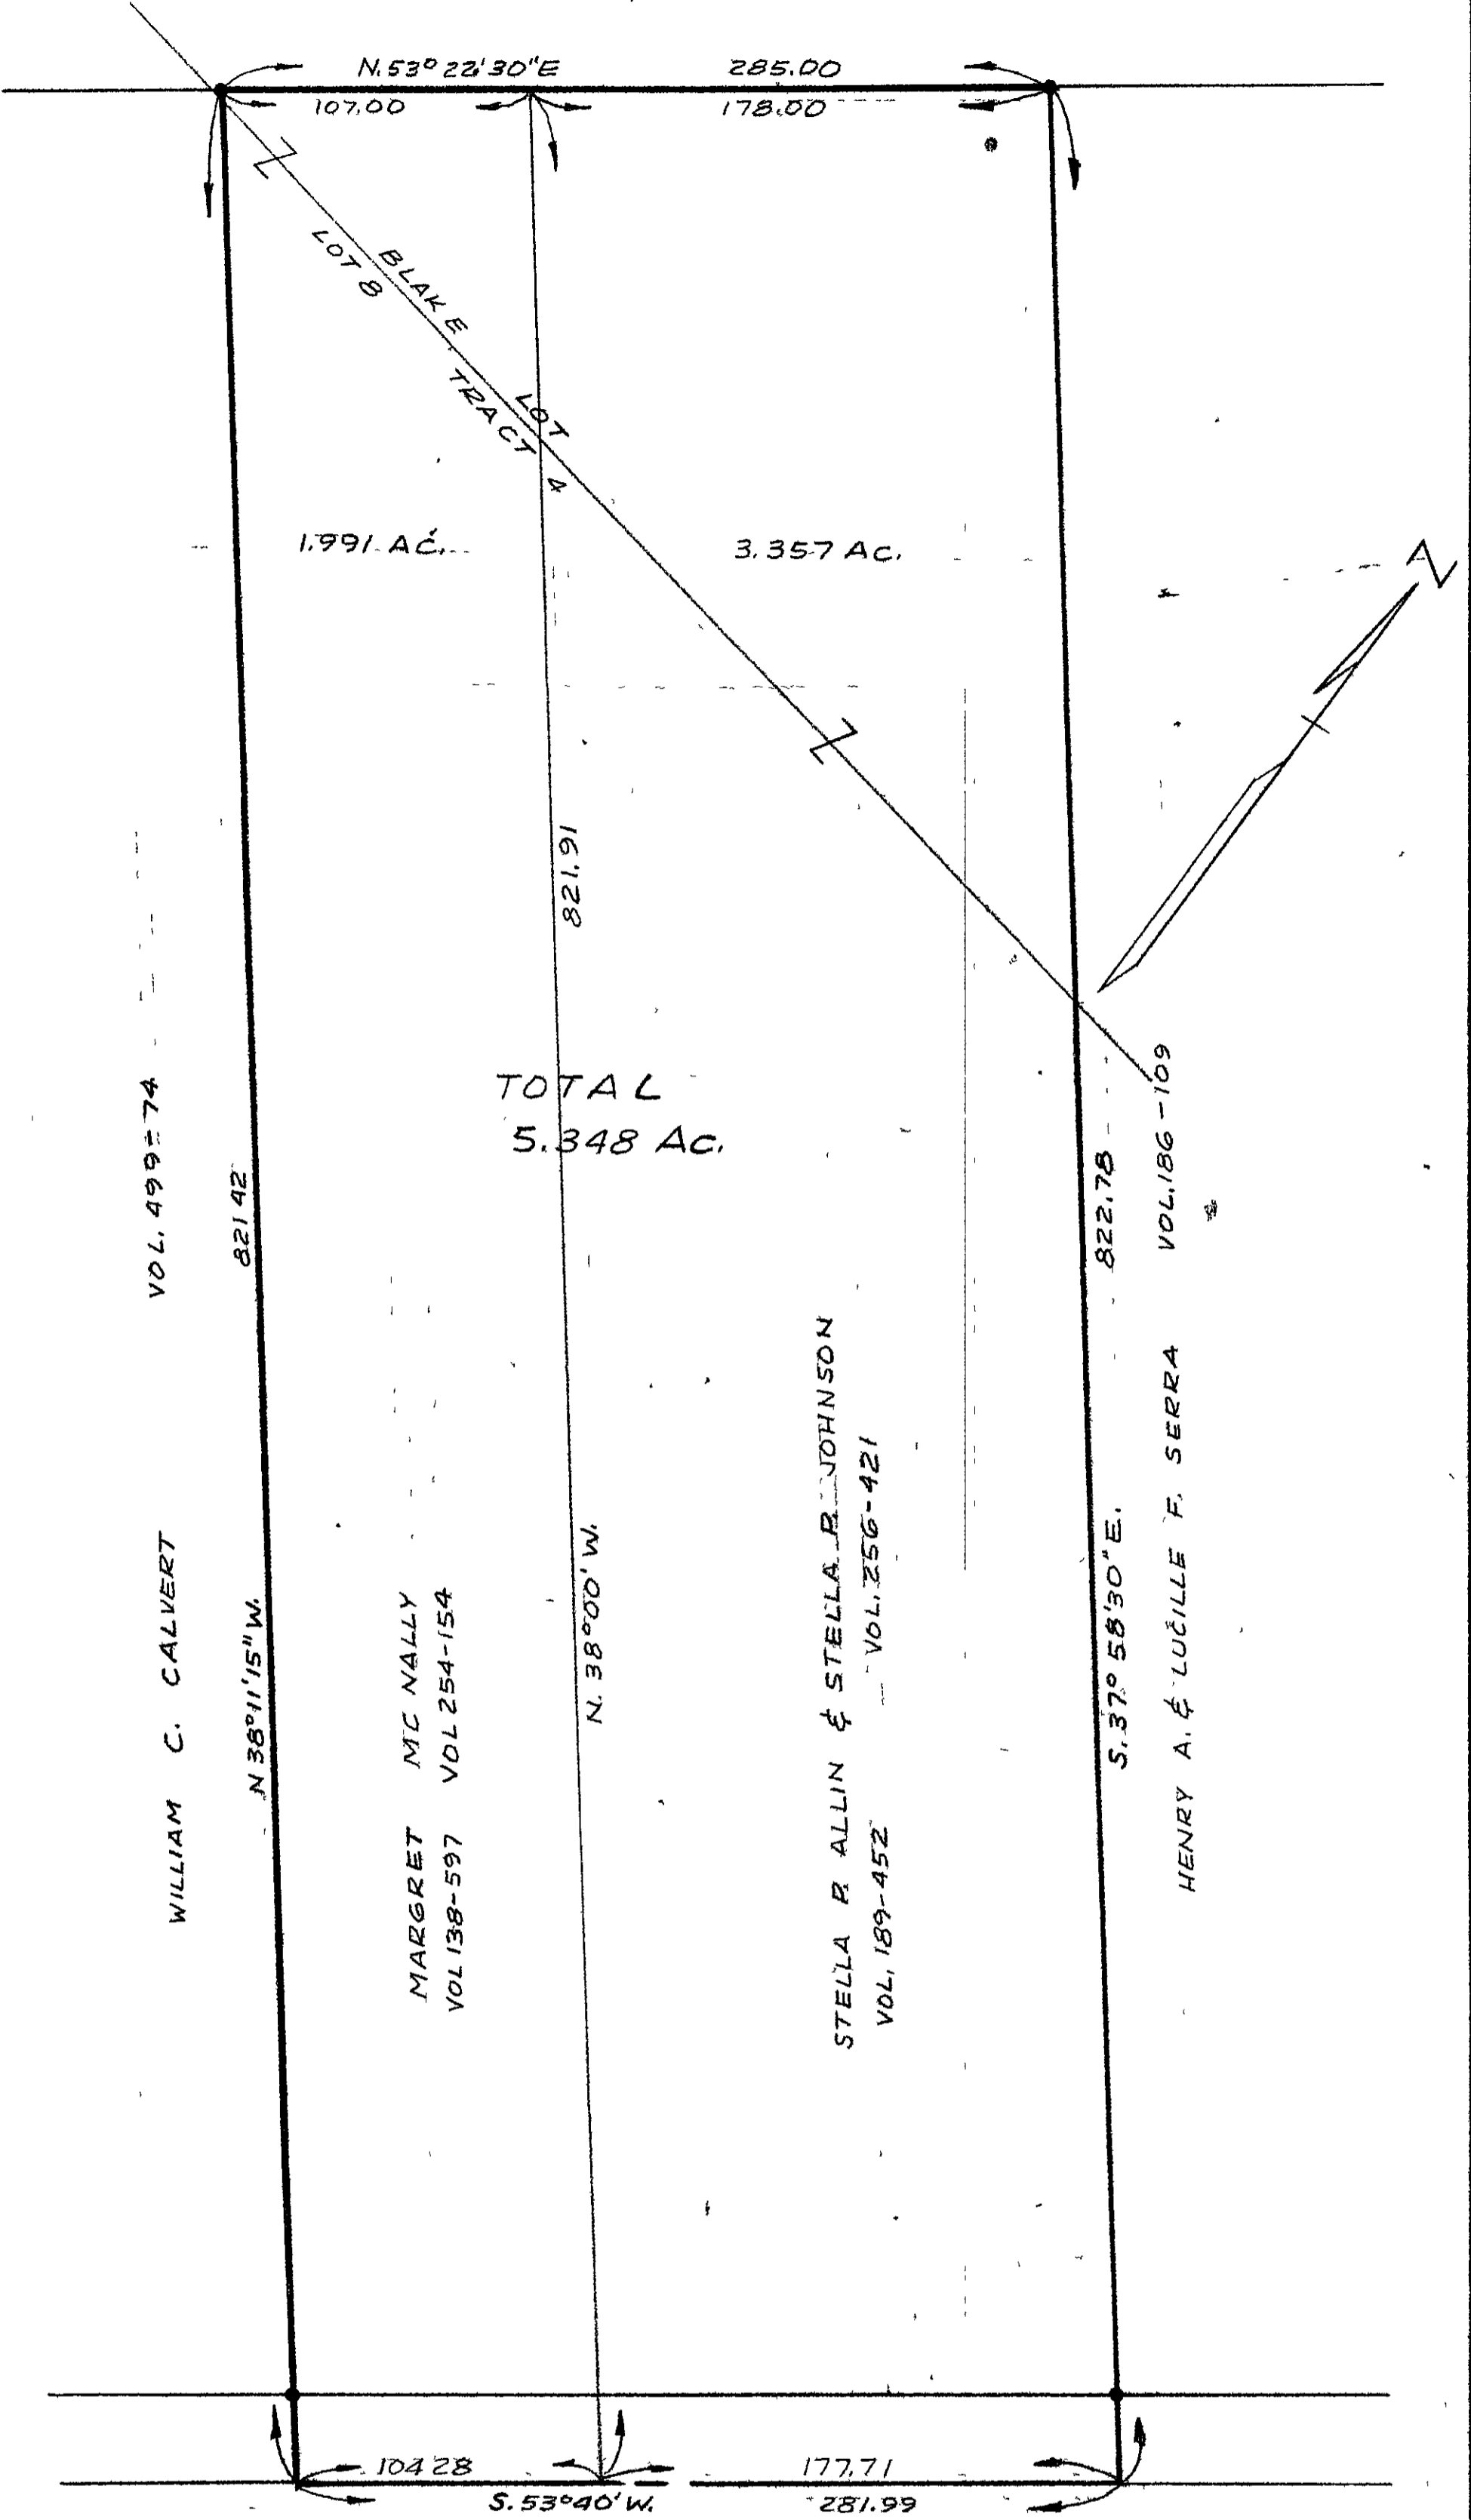 N. 53° 22' 30" E 285.00
107.00 178.00
LOT 8
BLAKE TRACT
LOT A
1.991 AC. 3.357 AC.
N
821.91
TOTAL
5.348 AC.
VOL. 499-74
821 42
822.78
VOL. 186-109
WILLIAM C. CALVERT
N 38° 11' 15" W.
MARGRET MC NALLY
VOL 138-597 VOL 254-154
N. 38° 00' W.
STELLA P. ALLIN & STELLA P. JOHNSON
VOL. 189-452 VOL. 256-421
S. 37° 58' 30" E.
HENRY A. & LUCILLE F. SERRA
104 28 177.71
S. 53° 40' W. 281.99